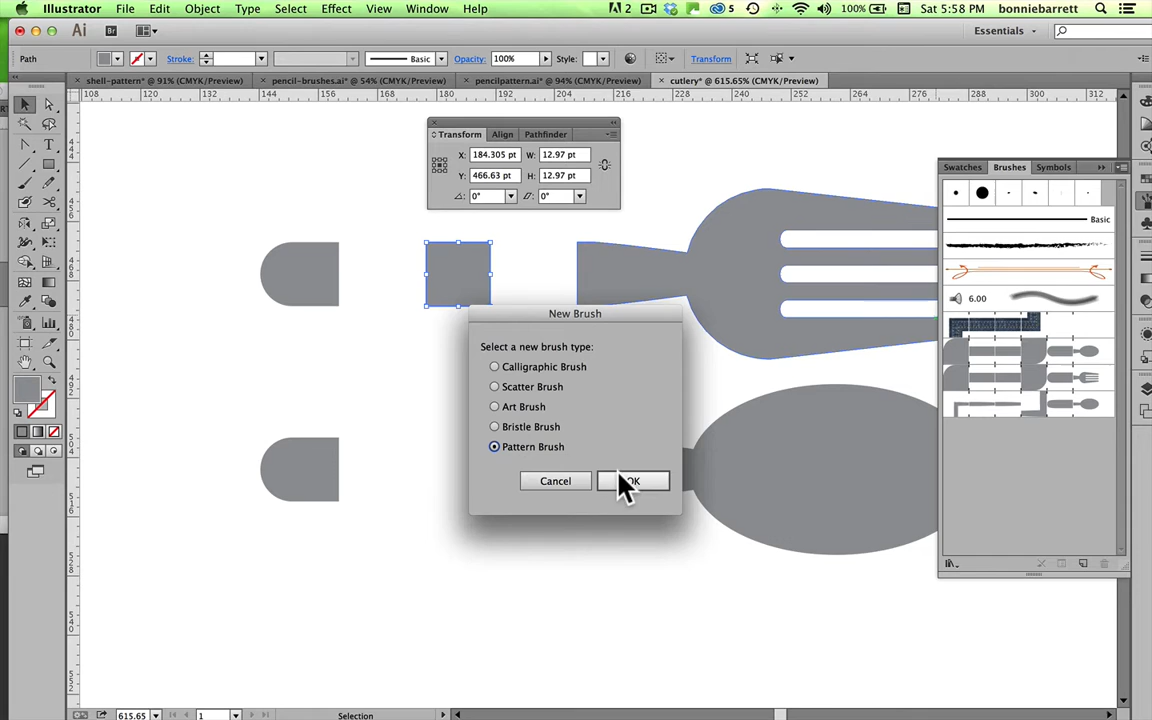 Illustrator File Edit Object Type Select Effect View Window Help 2 5 100% Sat 5:58 PM bonniebarrett
Ai Br Essentials
Path Stroke: Basic Opacity: 100% Style: Transform
shell-pattern* @ 91% (CMYK/Preview) pencil-brushes.ai* @ 54% (CMYK/Preview) pencilpattern.ai* @ 94% (CMYK/Preview) cutlery* @ 615.65% (CMYK/Preview)
108 120 132 144 156 168 180 192 204 216 228 240 252 264 276 288 300 312
Transform Align Pathfinder
X: 184.305 pt W: 12.97 pt
Y: 466.63 pt H: 12.97 pt
0° 0°
Swatches Brushes Symbols
Basic
6.00
New Brush
Select a new brush type:
Calligraphic Brush
Scatter Brush
Art Brush
Bristle Brush
Pattern Brush
Cancel OK
615.65 1 Selection